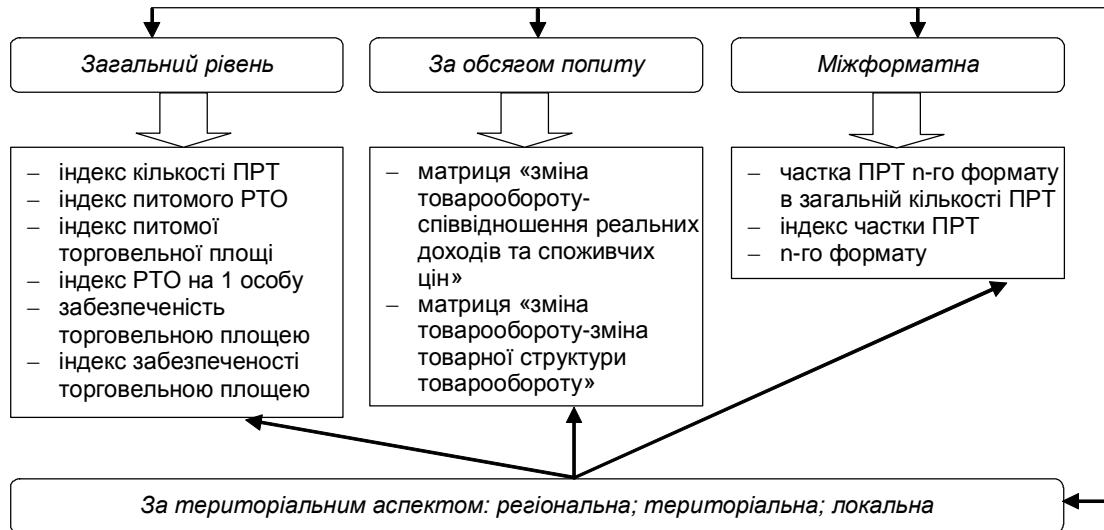 Загальний рівень
За обсягом попиту
Міжформатна
– індекс кількості ПРТ
– індекс питомого РТО
– індекс питомої
торговельної площі
– індекс РТО на 1 особу
– забезпеченість
торговельною площею
– індекс забезпеченості
торговельною площею
– матриця «зміна
товарообороту-
співвідношення реальних
доходів та споживчих
цін»
– матриця «зміна
товарообороту-зміна
товарної структури
товарообороту»
– частка ПРТ n-го формату
в загальній кількості ПРТ
– індекс частки ПРТ
– n-го формату
За територіальним аспектом: регіональна; територіальна; локальна